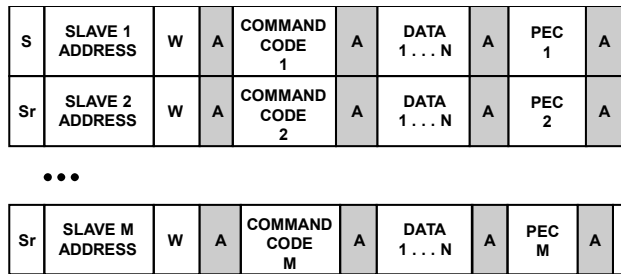 S SLAVE 1 ADDRESS W A COMMAND CODE 1 A DATA 1 . . . N A PEC 1 A
Sr SLAVE 2 ADDRESS W A COMMAND CODE 2 A DATA 1 . . . N A PEC 2 A
•••
Sr SLAVE M ADDRESS W A COMMAND CODE M A DATA 1 . . . N A PEC M A